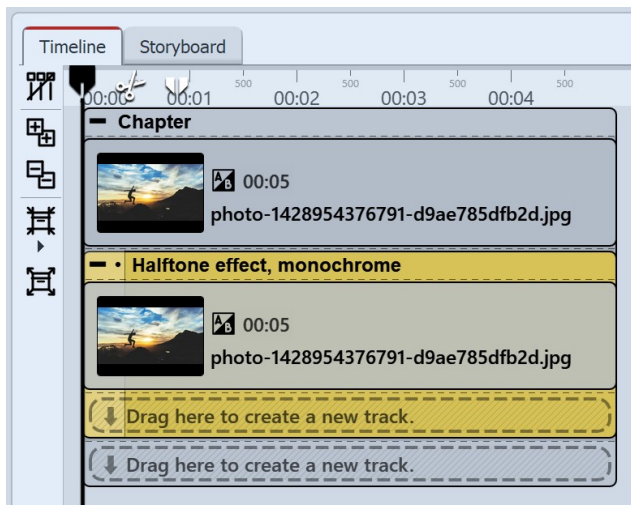 Timeline Storyboard
500 500 500 500
00:00 00:01 00:02 00:03 00:04
Chapter
A B 00:05
photo-1428954376791-d9ae785dfb2d.jpg
Halftone effect, monochrome
A B 00:05
photo-1428954376791-d9ae785dfb2d.jpg
Drag here to create a new track.
Drag here to create a new track.